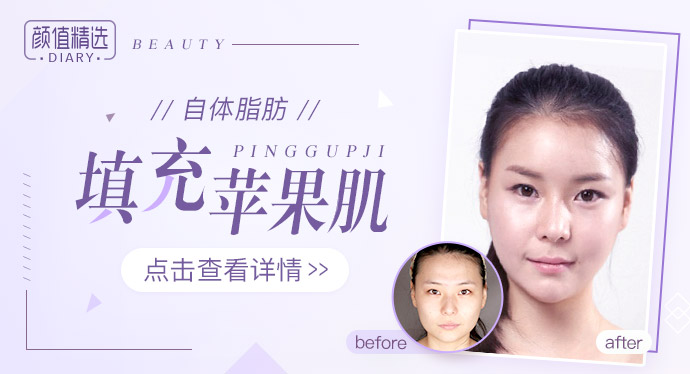 颜值精选
·DIARY·
BEAUTY
// 自体脂肪 //
PINGGUPJI
填充苹果肌
点击查看详情 >>
before
after